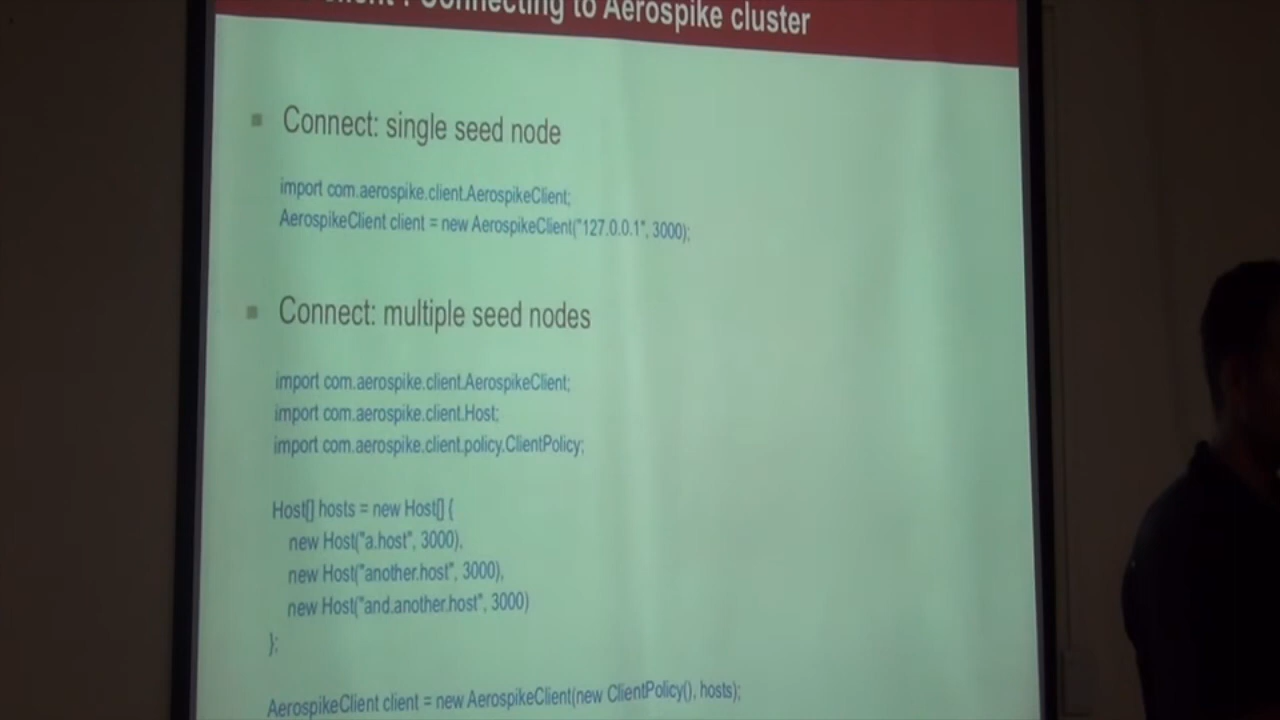 Connecting to Aerospike cluster
Connect: single seed node
import com.aerospike.client.AerospikeClient;
AerospikeClient client = new AerospikeClient("127.0.0.1", 3000);
Connect: multiple seed nodes
import com.aerospike.client.AerospikeClient;
import com.aerospike.client.Host;
import com.aerospike.client.policy.ClientPolicy;
Host[] hosts = new Host[] {
new Host("a.host", 3000),
new Host("another.host", 3000),
new Host("and.another.host", 3000)
};
AerospikeClient client = new AerospikeClient(new ClientPolicy(), hosts);